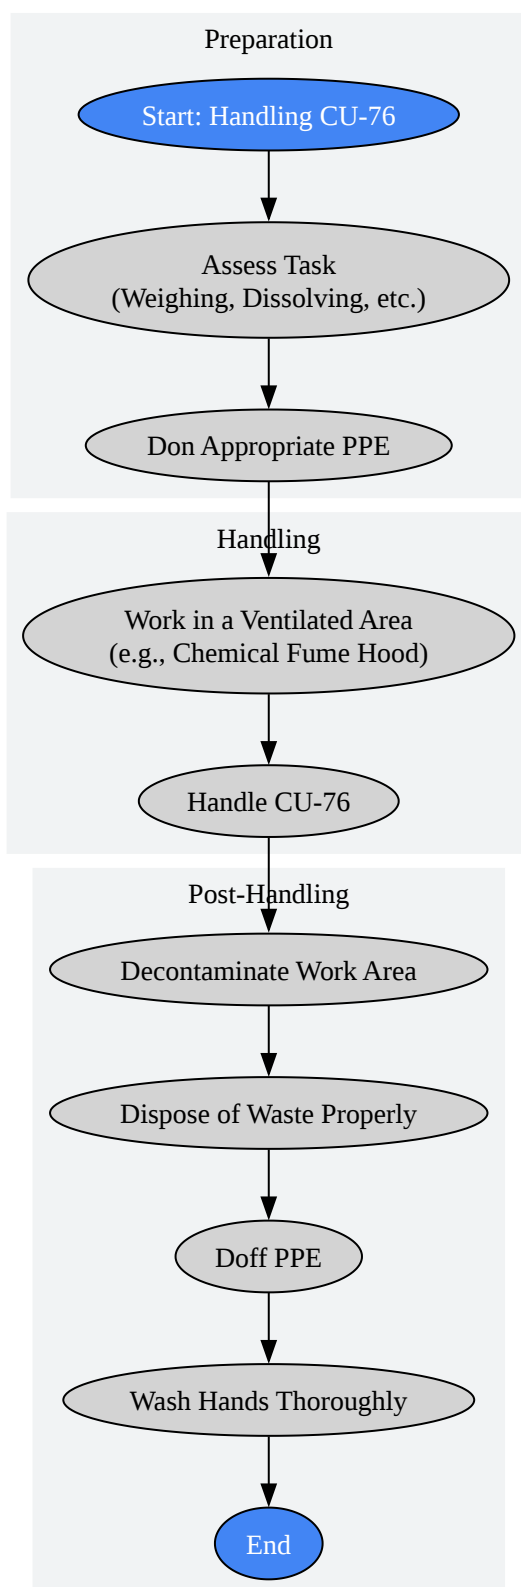 Preparation
Start: Handling CU-76
Assess Task
(Weighing, Dissolving, etc.)
Don Appropriate PPE
Handling
Work in a Ventilated Area
(e.g., Chemical Fume Hood)
Handle CU-76
Post-Handling
Decontaminate Work Area
Dispose of Waste Properly
Doff PPE
Wash Hands Thoroughly
End